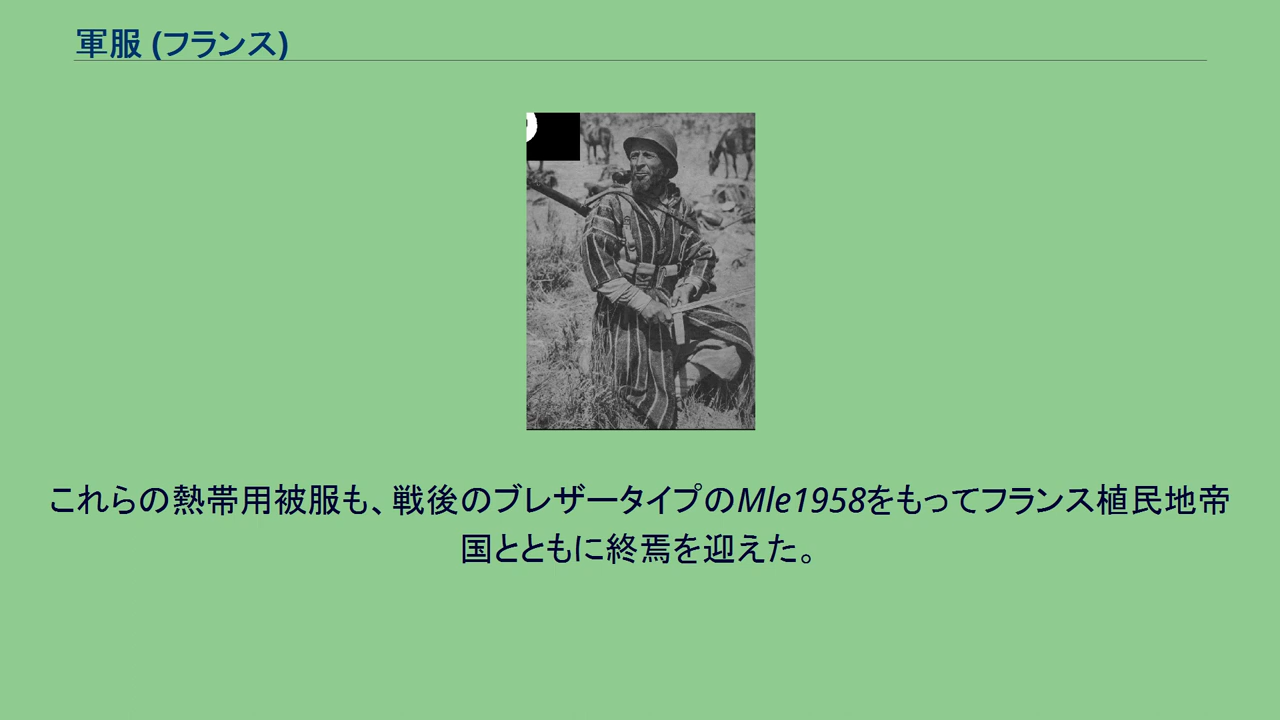 軍服 (フランス)
これらの熱帯用被服も、戦後のブレザータイプのMle1958をもってフランス植民地帝
国とともに終焉を迎えた。